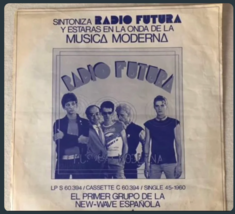 SINTONIZA RADIO FUTURA
Y ESTARAS EN LA ONDA DE LA
MUSICA MODERNA
RADIO FUTURA
LP S 60.394 / CASSETTE C 60.394 / SINGLE 45-1960
EL PRIMER GRUPO DE LA
NEW-WAVE ESPAÑOLA